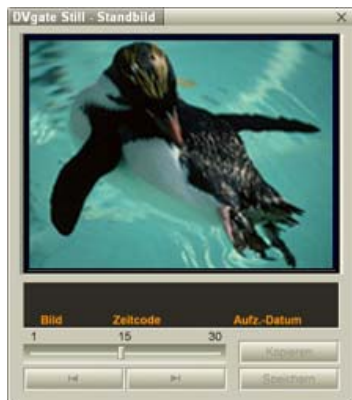 DVgate Still - Standbild
Bild Zeitcode Aufz.-Datum
1 15 30
Kopieren
Speichern